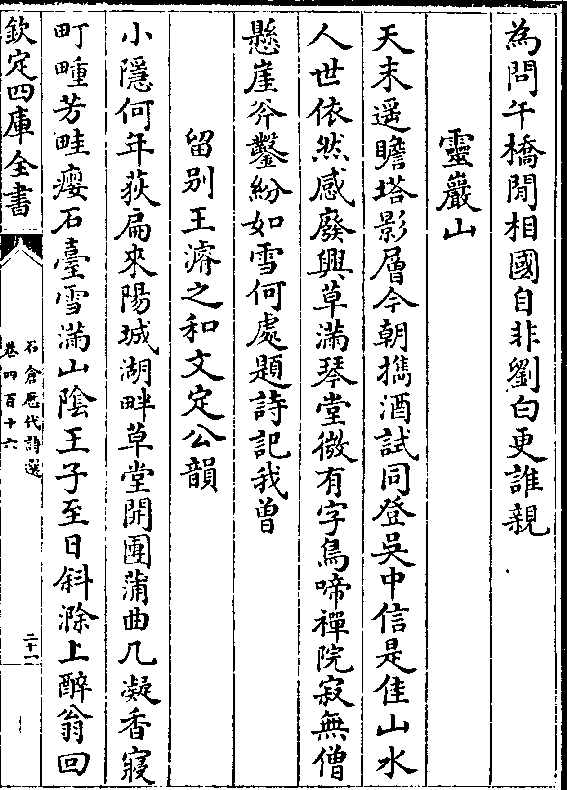 為問午橋閒相國自非劉白更誰親
靈巖山
天末遥瞻塔影層今朝携酒試同登吳中信是佳山水
人世依然感廢興草滿琴堂微有字鳥啼禪院寂無僧
懸崖斧鑿紛如雪何處題詩記我曽
留别王濟之和文定公韻
小隱何年荻扁來陽城湖畔草堂開團蒲曲几凝香寢
町畽芳畦癭石臺雪滿山隂王子至日斜滁上醉翁回
欽定四庫全書
石倉歷代詩選
卷四百十六
二十一